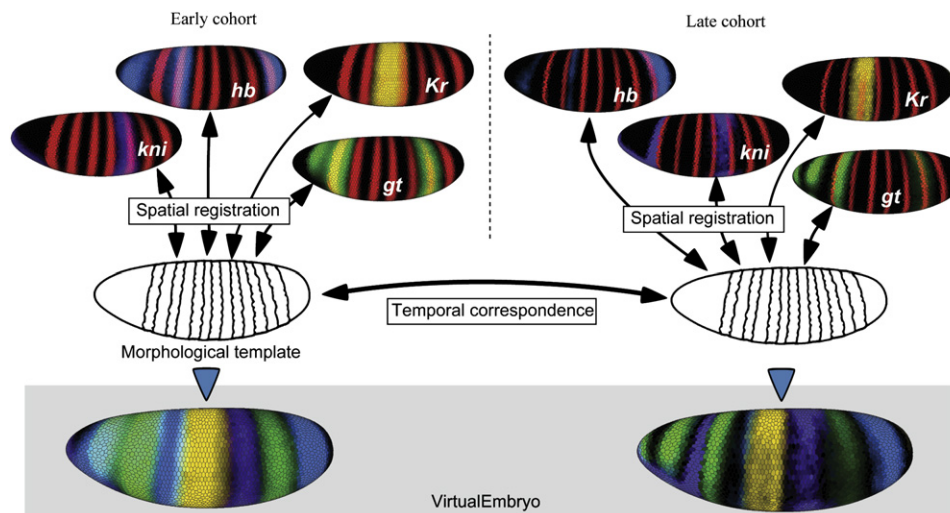 Early cohort
Late cohort
hb
Kr
kni
gt
hb
Kr
kni
gt
Spatial registration
Spatial registration
Temporal correspondence
Morphological template
VirtualEmbryo